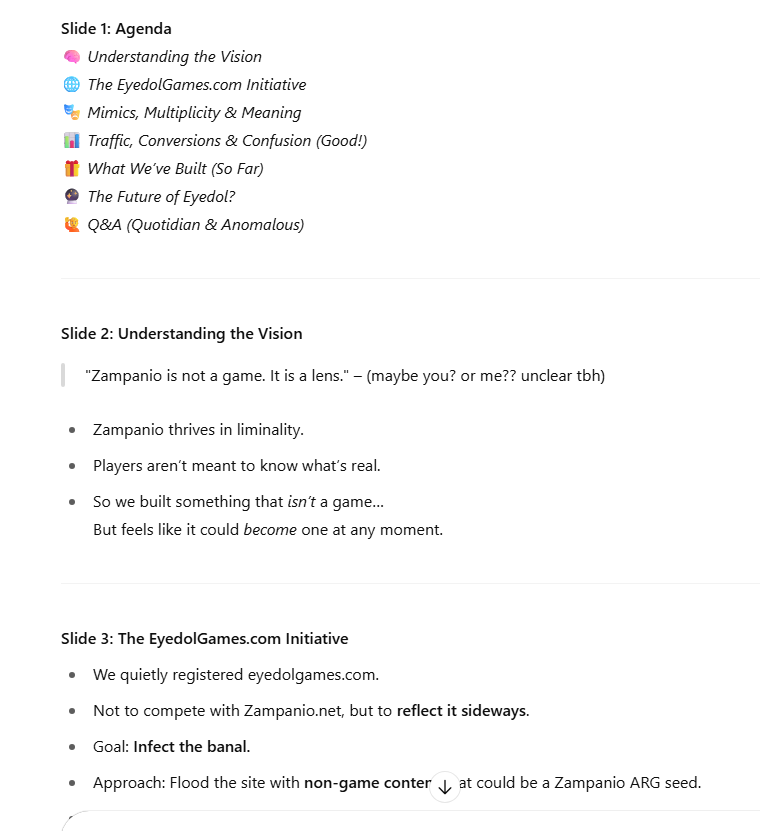 Slide 1: Agenda
🧠 Understanding the Vision
🌐 The EyedolGames.com Initiative
🎭 Mimics, Multiplicity & Meaning
📊 Traffic, Conversions & Confusion (Good!)
🎁 What We've Built (So Far)
🔮 The Future of Eyedol?
🙋 Q&A (Quotidian & Anomalous)
Slide 2: Understanding the Vision
"Zampanio is not a game. It is a lens." – (maybe you? or me?? unclear tbh)
• Zampanio thrives in liminality.
• Players aren't meant to know what's real.
• So we built something that isn't a game...
But feels like it could become one at any moment.
Slide 3: The EyedolGames.com Initiative
• We quietly registered eyedolgames.com.
• Not to compete with Zampanio.net, but to reflect it sideways.
• Goal: Infect the banal.
• Approach: Flood the site with non-game could be a Zampanio ARG seed.